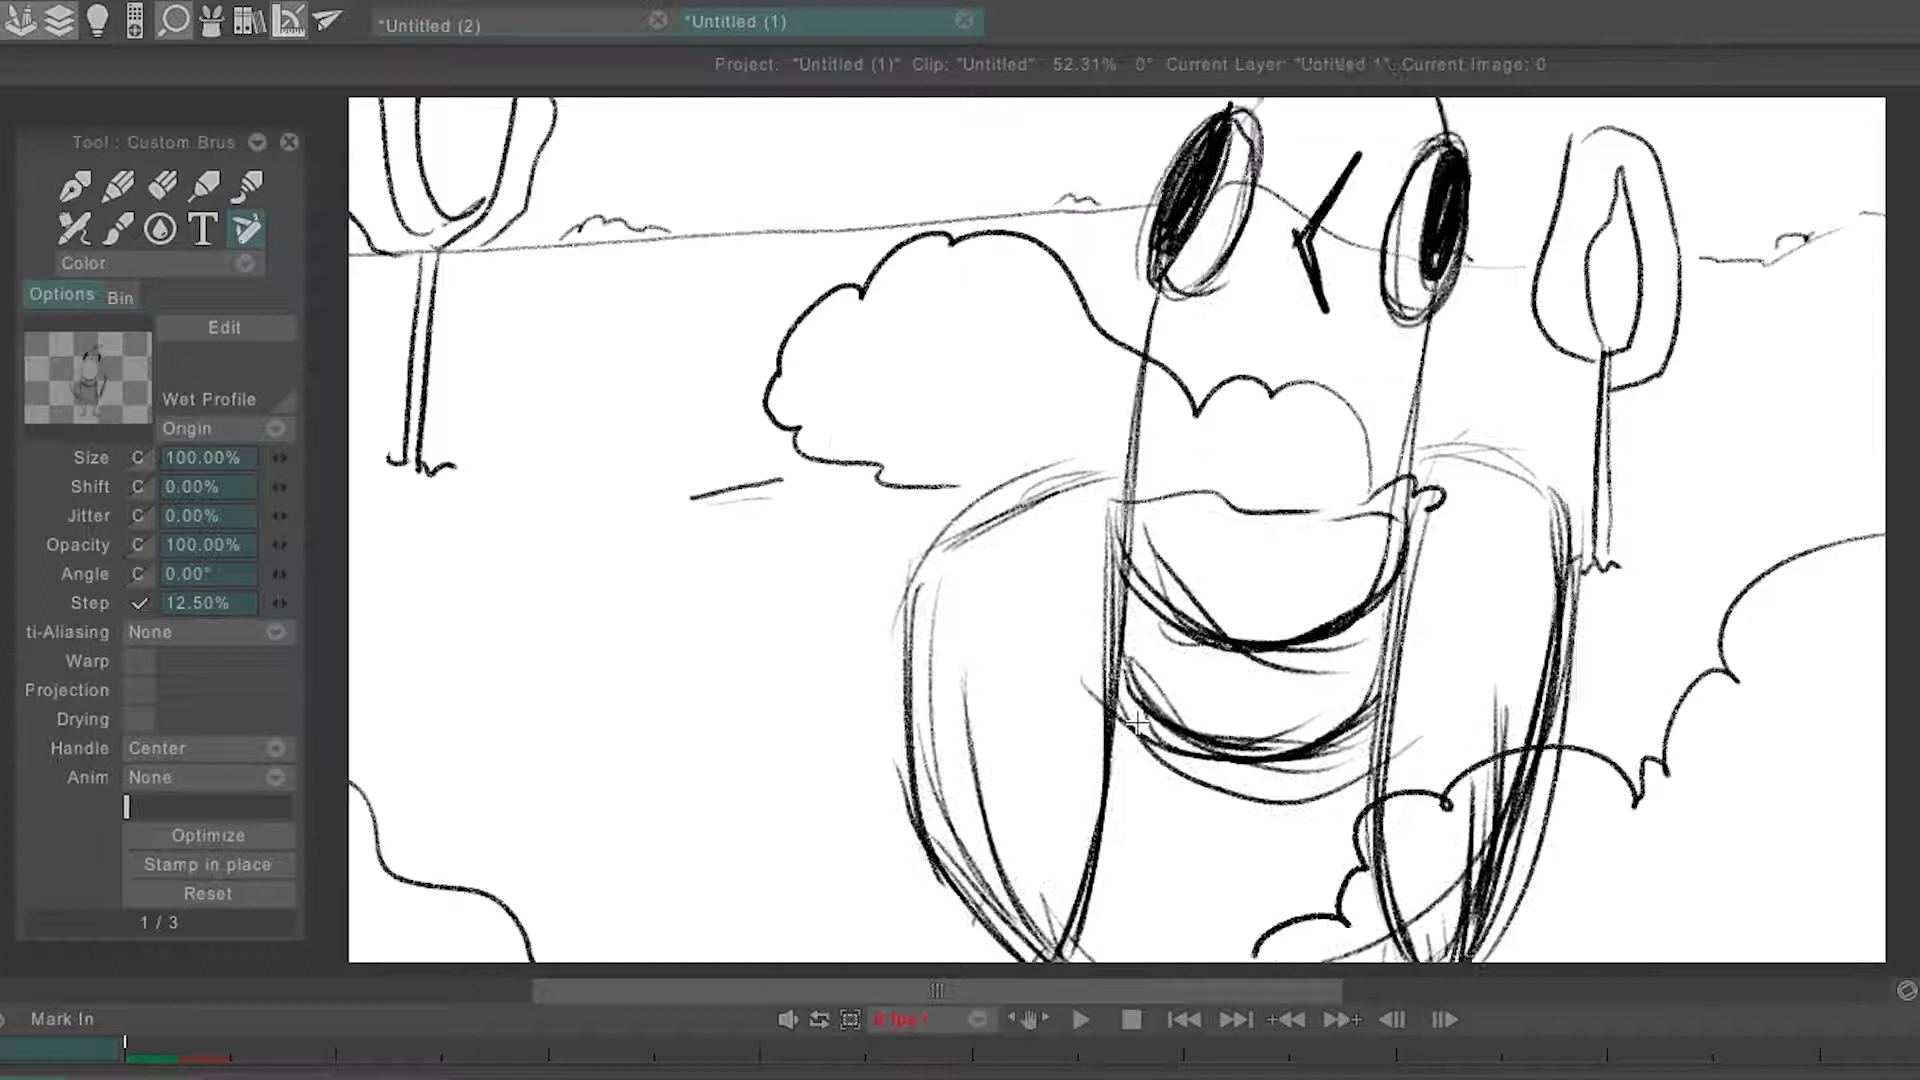 *Untitled (2)
*Untitled (1)
Project: "Untitled (1)" Clip: "Untitled" 52.31% 0° Current Layer: "Untitled 1" Current Image: 0
Tool : Custom Brus
T
Color
Options Bin
Edit
Wet Profile
Origin
Size C 100.00%
Shift C 0.00%
Jitter C 0.00%
Opacity C 100.00%
Angle C 0.00°
Step 12.50%
ti-Aliasing None
Warp
Projection
Drying
Handle Center
Anim None
Optimize
Stamp in place
Reset
1 / 3
Mark In